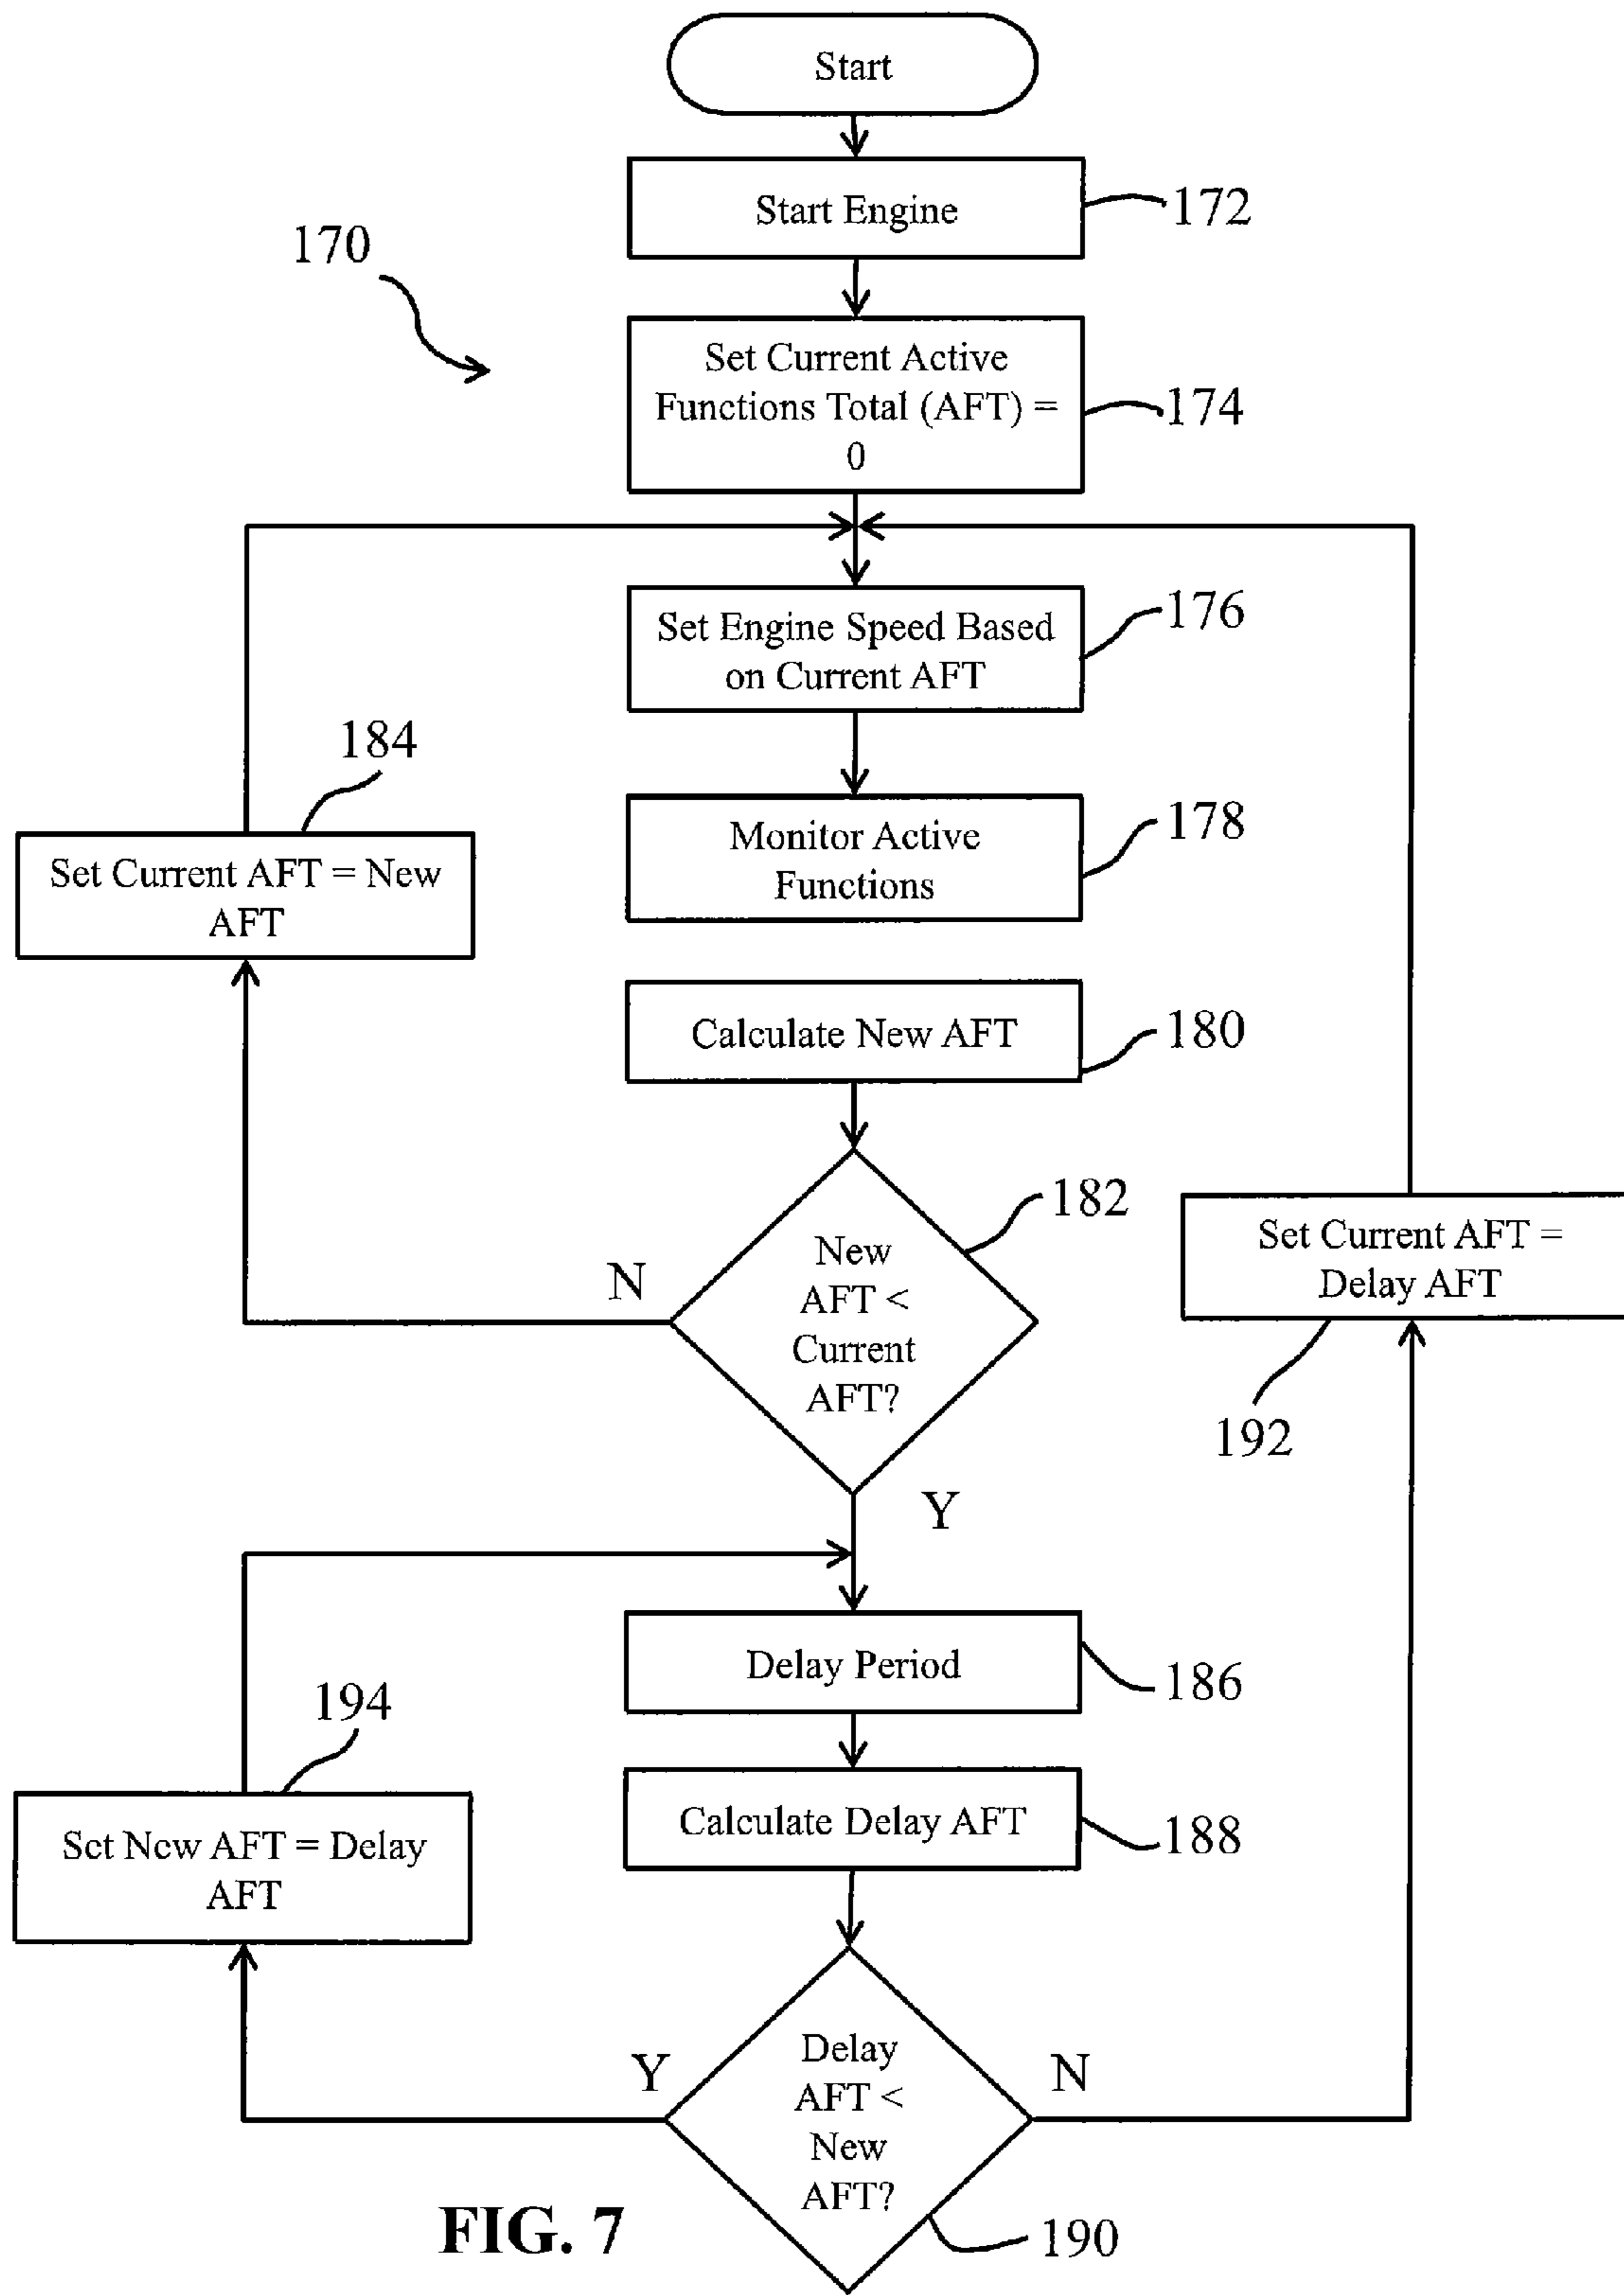 Start
Start Engine
172
170
Set Current Active
Functions Total (AFT) =
0
174
Set Engine Speed Based
on Current AFT
176
184
Set Current AFT = New
AFT
Monitor Active
Functions
178
Calculate New AFT
180
182
New
AFT <
Current
AFT?
N
Y
Set Current AFT =
Delay AFT
192
Delay Period
186
194
Set New AFT = Delay
AFT
Calculate Delay AFT
188
Delay
AFT <
New
AFT?
Y
N
190
FIG. 7